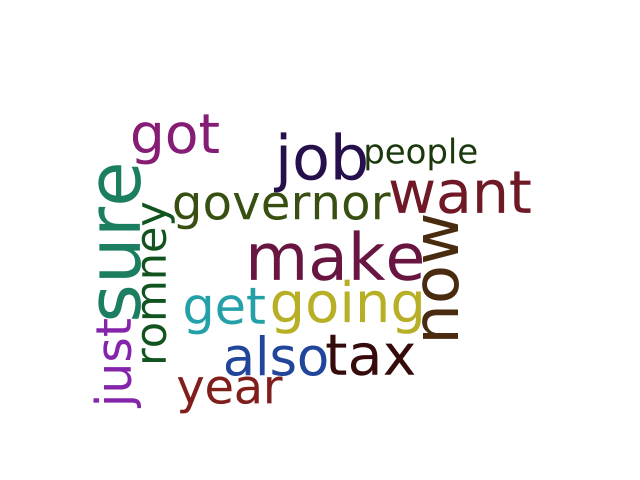 got
job
people
sure
want
governor
romney
now
make
get
going
just
also
tax
year